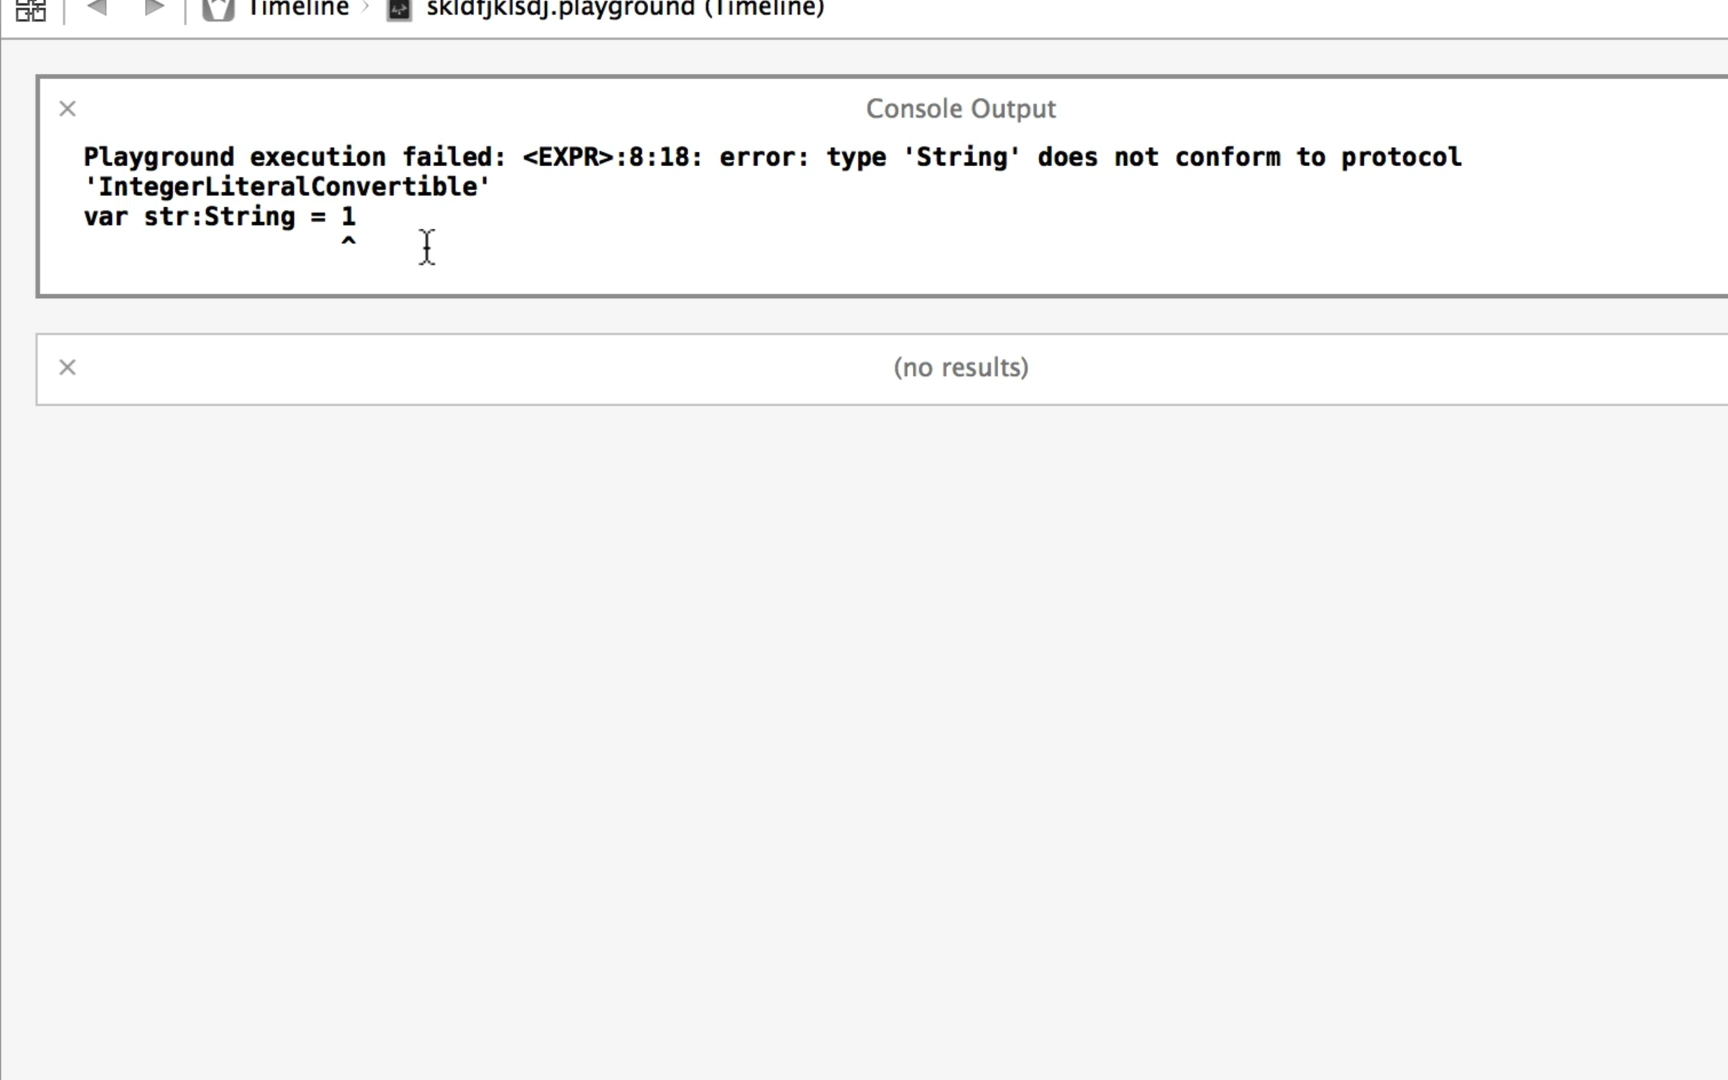 Timeline › skldfjklsdj.playground (Timeline)
Console Output
Playground execution failed: <EXPR>:8:18: error: type 'String' does not conform to protocol
'IntegerLiteralConvertible'
var str:String = 1
^
(no results)